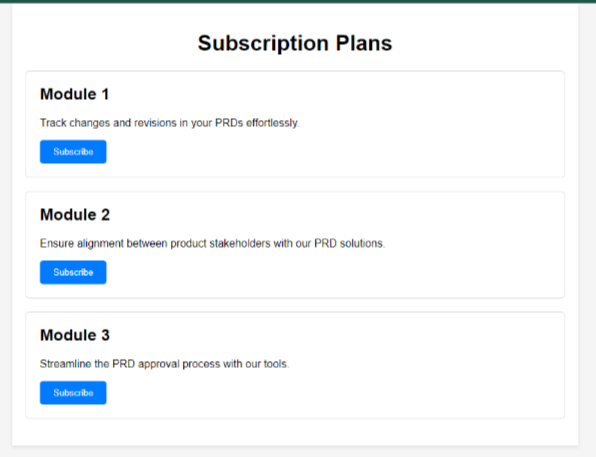 Subscription Plans
Module 1
Track changes and revisions in your PRDs effortlessly.
Subscribe
Module 2
Ensure alignment between product stakeholders with our PRD solutions.
Subscribe
Module 3
Streamline the PRD approval process with our tools.
Subscribe